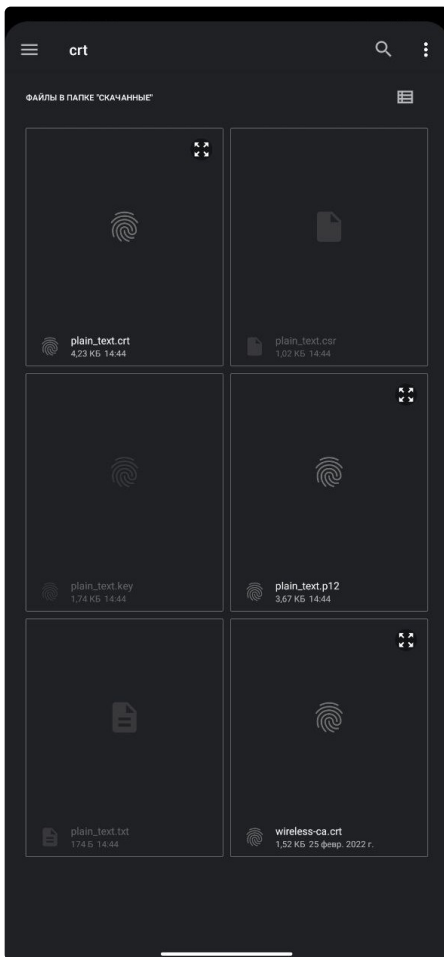 crt
ФАЙЛЫ В ПАПКЕ "СКАЧАННЫЕ"
plain_text.crt
4,23 КБ 14:44
plain_text.csr
1,02 КБ 14:44
plain_text.key
1,74 КБ 14:44
plain_text.p12
3,67 КБ 14:44
plain_text.txt
174 Б 14:44
wireless-ca.crt
1,52 КБ 25 февр. 2022 г.